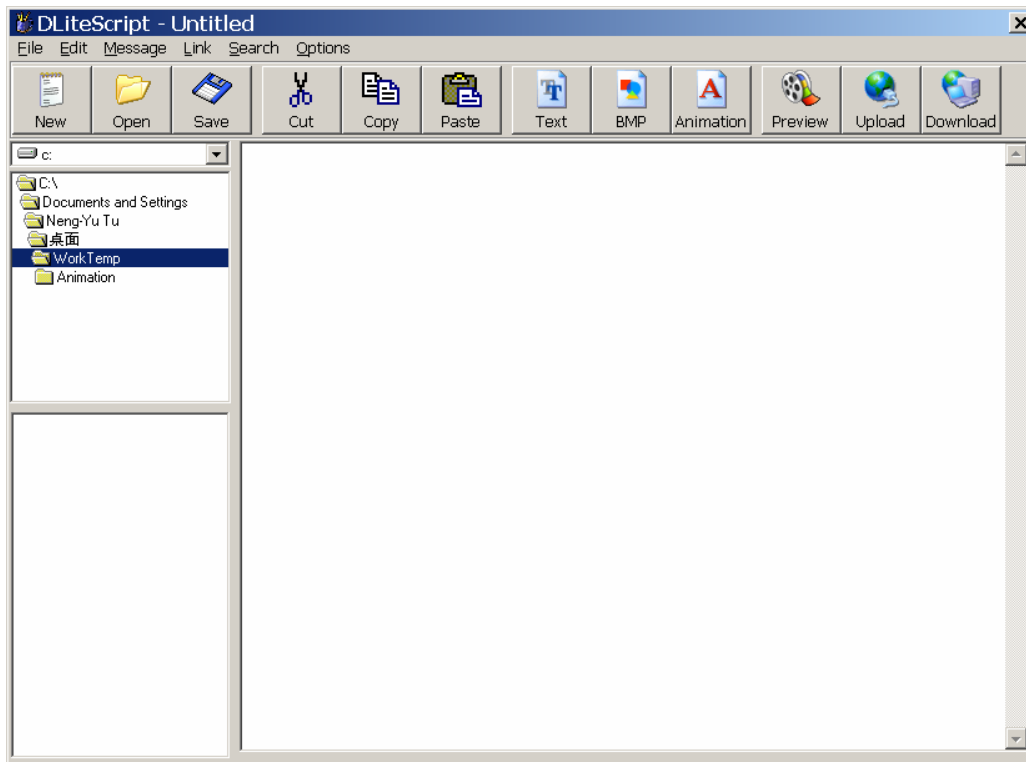 DLiteScript - Untitled
File Edit Message Link Search Options
New Open Save Cut Copy Paste Text BMP Animation Preview Upload Download
c:
C:\
Documents and Settings
Neng-Yu Tu
桌面
WorkTemp
Animation